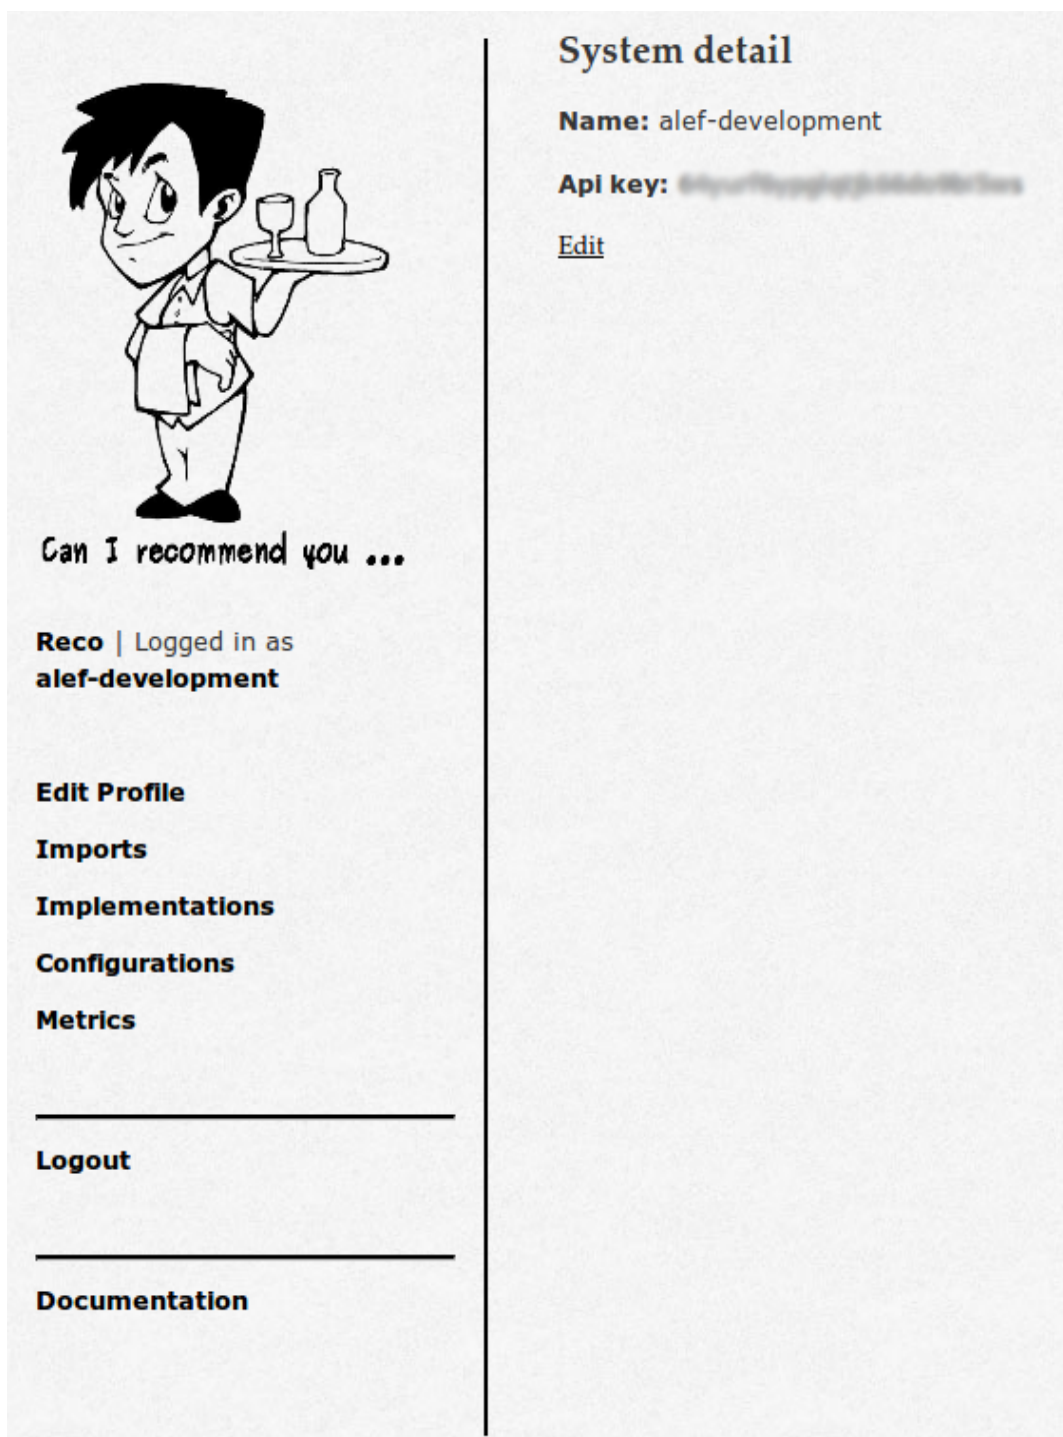 Can I recommend you ...
Reco | Logged in as
alef-development
Edit Profile
Imports
Implementations
Configurations
Metrics
Logout
Documentation
System detail
Name: alef-development
Api key:
Edit